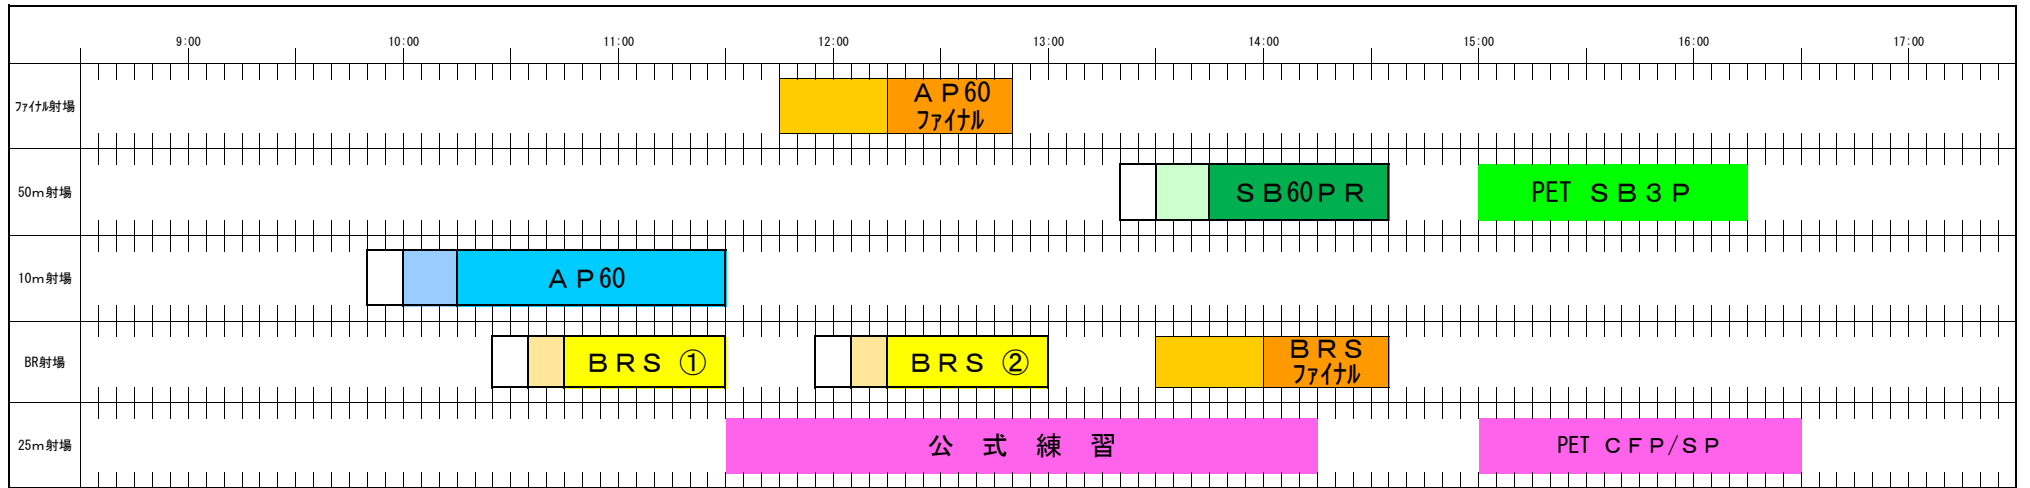 9:00 10:00 11:00 12:00 13:00 14:00 15:00 16:00 17:00
ファイナル射場
ＡＰ60
ファイナル
50ｍ射場
ＳＢ60ＰＲ
PET ＳＢ３Ｐ
10ｍ射場
ＡＰ60
BR射場
ＢＲＳ ①
ＢＲＳ ②
ＢＲＳ
ファイナル
25ｍ射場
公 式 練 習
PET ＣＦＰ/SP